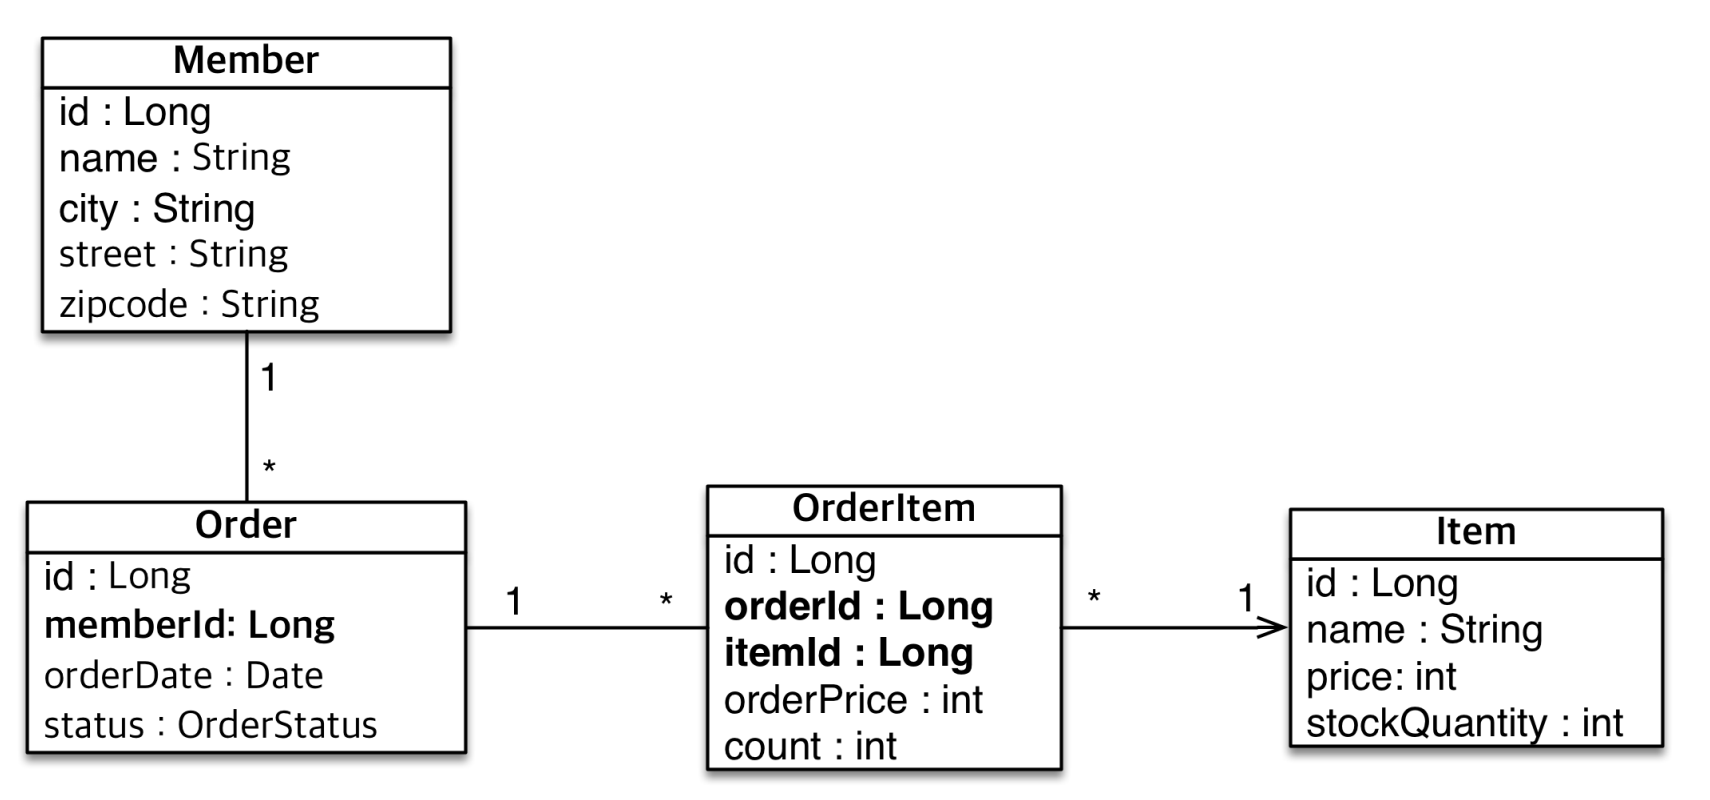 Member
id : Long
name : String
city : String
street : String
zipcode : String
1
*
Order
id : Long
memberId: Long
orderDate : Date
status : OrderStatus
1
*
OrderItem
id : Long
orderId : Long
itemId : Long
orderPrice : int
count : int
*
1
Item
id : Long
name : String
price: int
stockQuantity : int